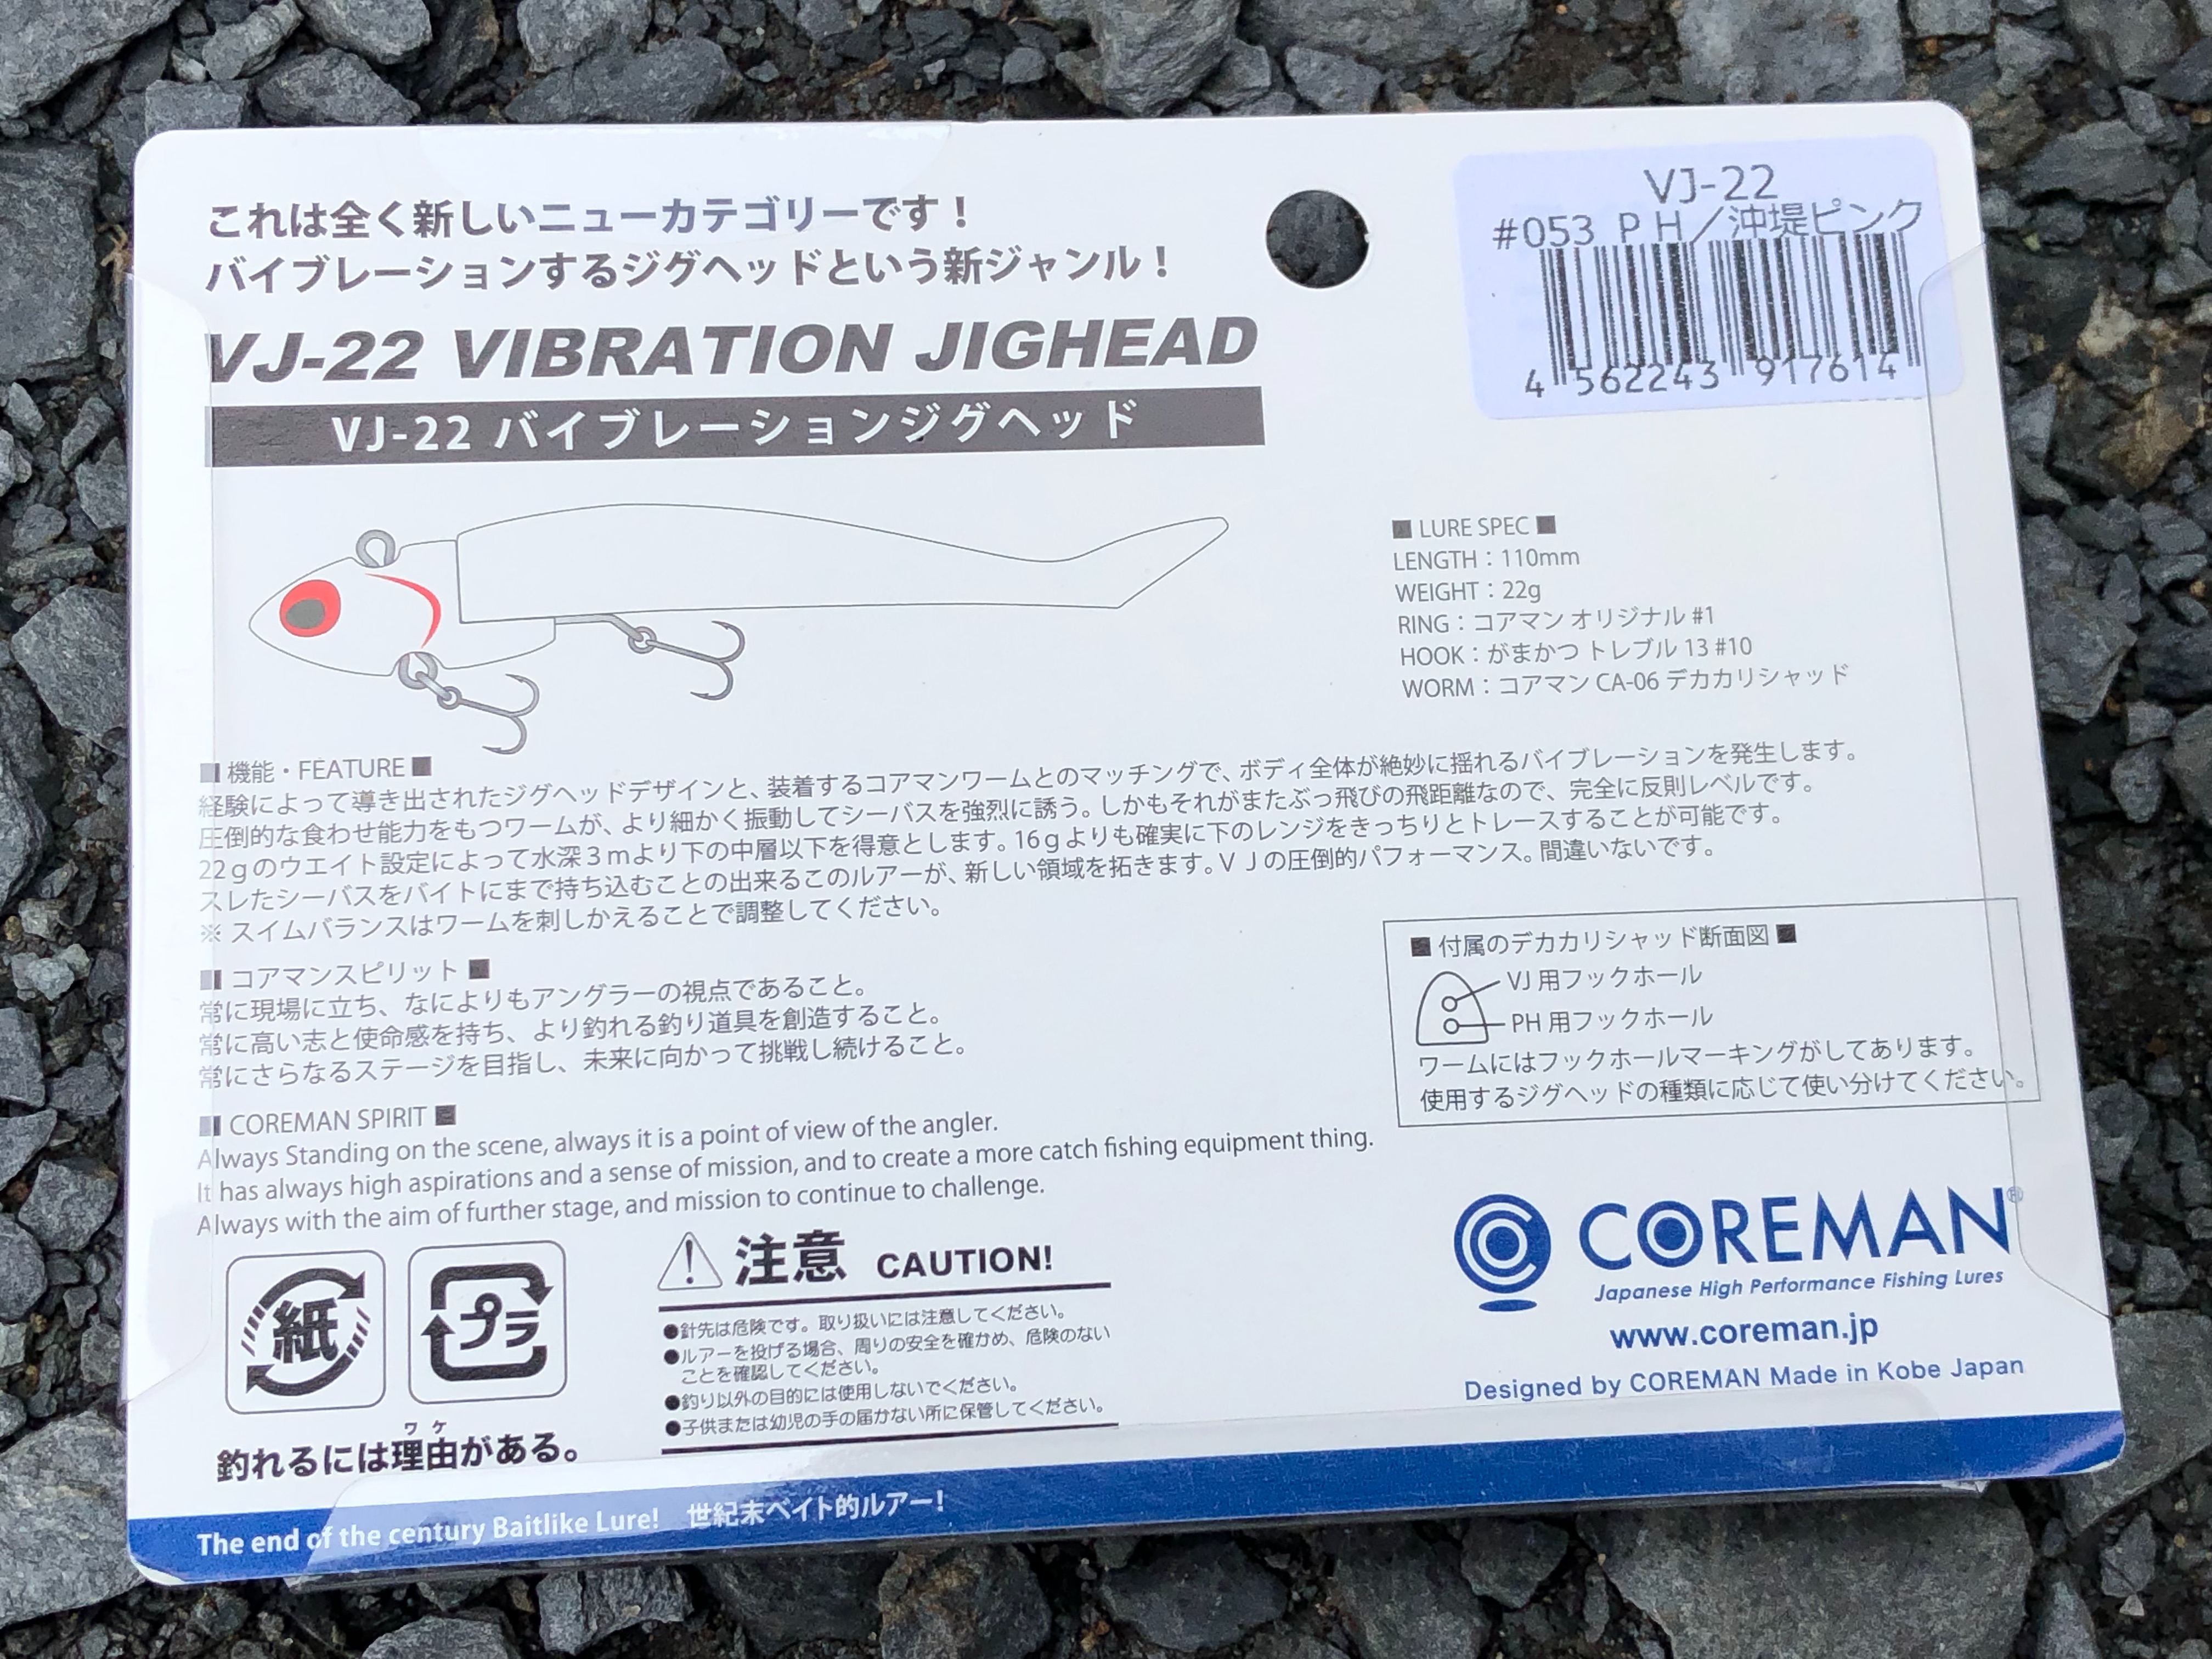 これは全く新しいニューカテゴリーです！
バイブレーションするジグヘッドという新ジャンル！
VJ-22 VIBRATION JIGHEAD
VJ-22 バイブレーションジグヘッド
VJ-22
#053 PH／沖堤ピンク
4 562243 917614
■ LURE SPEC ■
LENGTH：110mm
WEIGHT：22g
RING：コアマン オリジナル #1
HOOK：がまかつ トレブル 13 #10
WORM：コアマン CA-06 デカカリシャッド
■ 機能・FEATURE ■
経験によって導き出されたジグヘッドデザインと、装着するコアマンワームとのマッチングで、ボディ全体が絶妙に揺れるバイブレーションを発生します。
圧倒的な食わせ能力をもつワームが、より細かく振動してシーバスを強烈に誘う。しかもそれがまたぶっ飛びの飛距離なので、完全に反則レベルです。
22ｇのウエイト設定によって水深３ｍより下の中層以下を得意とします。16ｇよりも確実に下のレンジをきっちりとトレースすることが可能です。
スレたシーバスをバイトにまで持ち込むことの出来るこのルアーが、新しい領域を拓きます。ＶＪの圧倒的パフォーマンス。間違いないです。
※ スイムバランスはワームを刺しかえることで調整してください。
■ コアマンスピリット ■
常に現場に立ち、なによりもアングラーの視点であること。
常に高い志と使命感を持ち、より釣れる釣り道具を創造すること。
常にさらなるステージを目指し、未来に向かって挑戦し続けること。
■ 付属のデカカリシャッド断面図 ■
VJ 用フックホール
PH 用フックホール
ワームにはフックホールマーキングがしてあります。
使用するジグヘッドの種類に応じて使い分けてください。
■ COREMAN SPIRIT ■
Always Standing on the scene, always it is a point of view of the angler.
It has always high aspirations and a sense of mission, and to create a more catch fishing equipment thing.
Always with the aim of further stage, and mission to continue to challenge.
紙
プラ
注意 CAUTION!
●針先は危険です。取り扱いには注意してください。
●ルアーを投げる場合、周りの安全を確かめ、危険のない
ことを確認してください。
●釣り以外の目的には使用しないでください。
●子供または幼児の手の届かない所に保管してください。
COREMAN®
Japanese High Performance Fishing Lures
www.coreman.jp
Designed by COREMAN Made in Kobe Japan
ワケ
釣れるには理由がある。
The end of the century Baitlike Lure! 世紀末ベイト的ルアー！